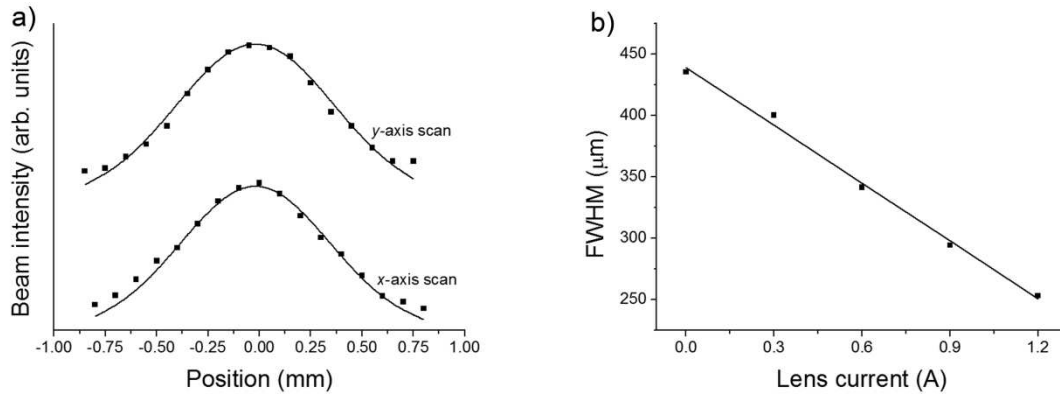 a)
Beam intensity (arb. units)
y-axis scan
x-axis scan
-1.00 -0.75 -0.50 -0.25 0.00 0.25 0.50 0.75 1.00
Position (mm)
b)
FWHM (μm)
450
400
350
300
250
0.0 0.3 0.6 0.9 1.2
Lens current (A)